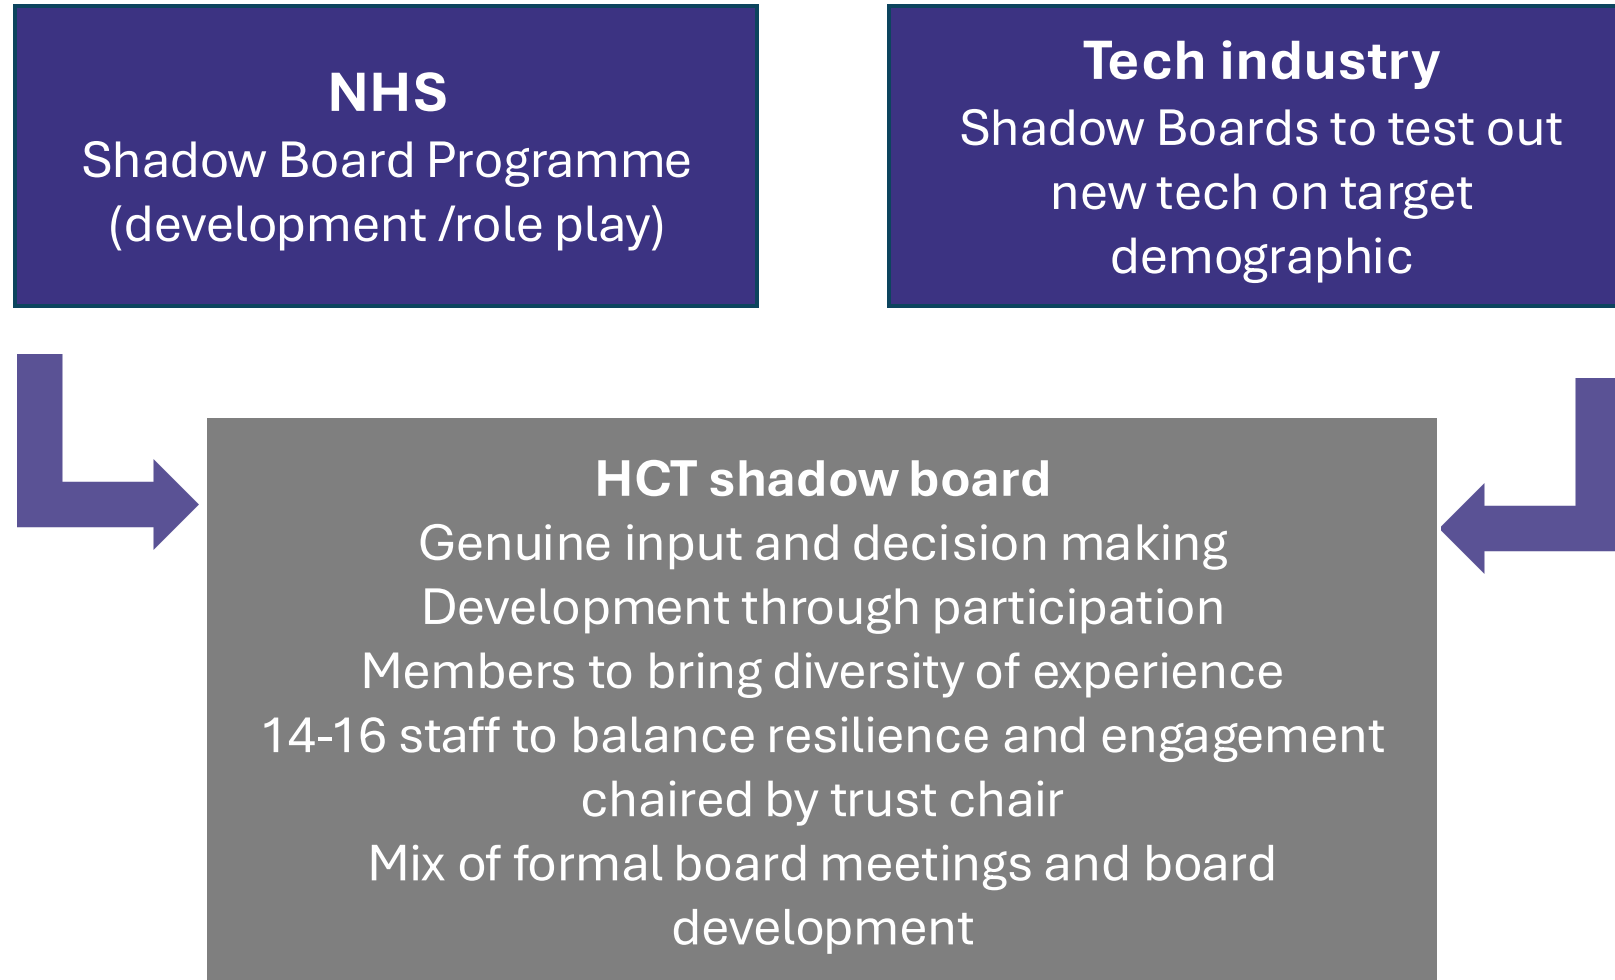 NHS
Shadow Board Programme
(development /role play)
Tech industry
Shadow Boards to test out
new tech on target
demographic
HCT shadow board
Genuine input and decision making
Development through participation
Members to bring diversity of experience
14-16 staff to balance resilience and engagement
chaired by trust chair
Mix of formal board meetings and board
development